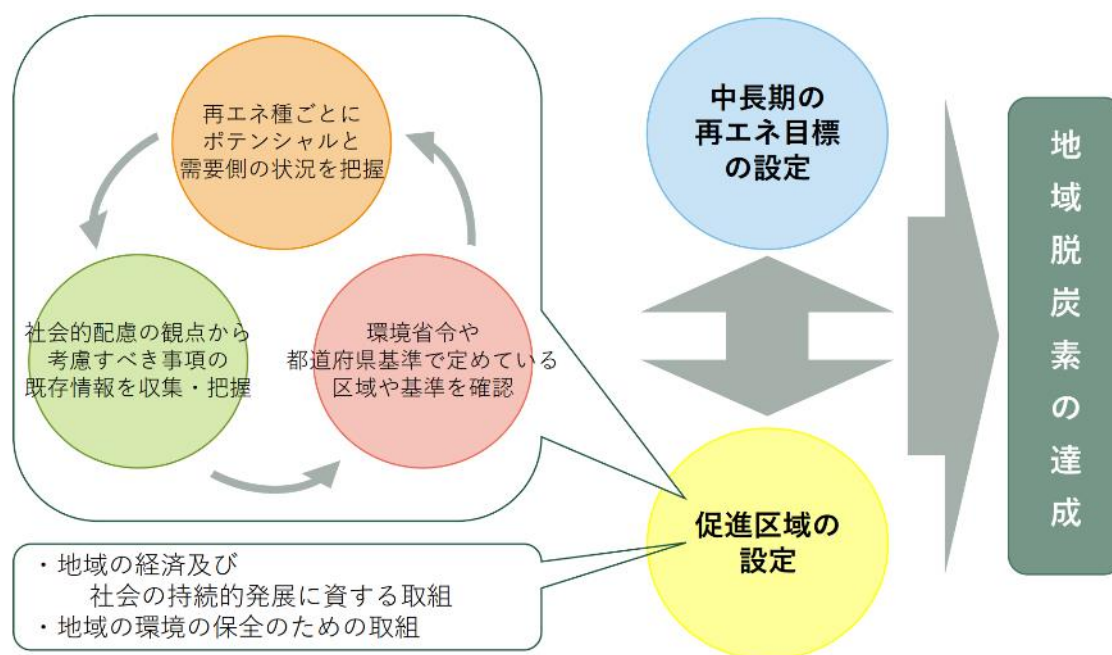 再エネ種ごとに
ポテンシャルと
需要側の状況を把握
社会的配慮の観点から
考慮すべき事項の
既存情報を収集・把握
環境省令や
都道府県基準で定めている
区域や基準を確認
・地域の経済及び
社会の持続的発展に資する取組
・地域の環境の保全のための取組
中長期の
再エネ目標
の設定
促進区域の
設定
地域脱炭素の達成